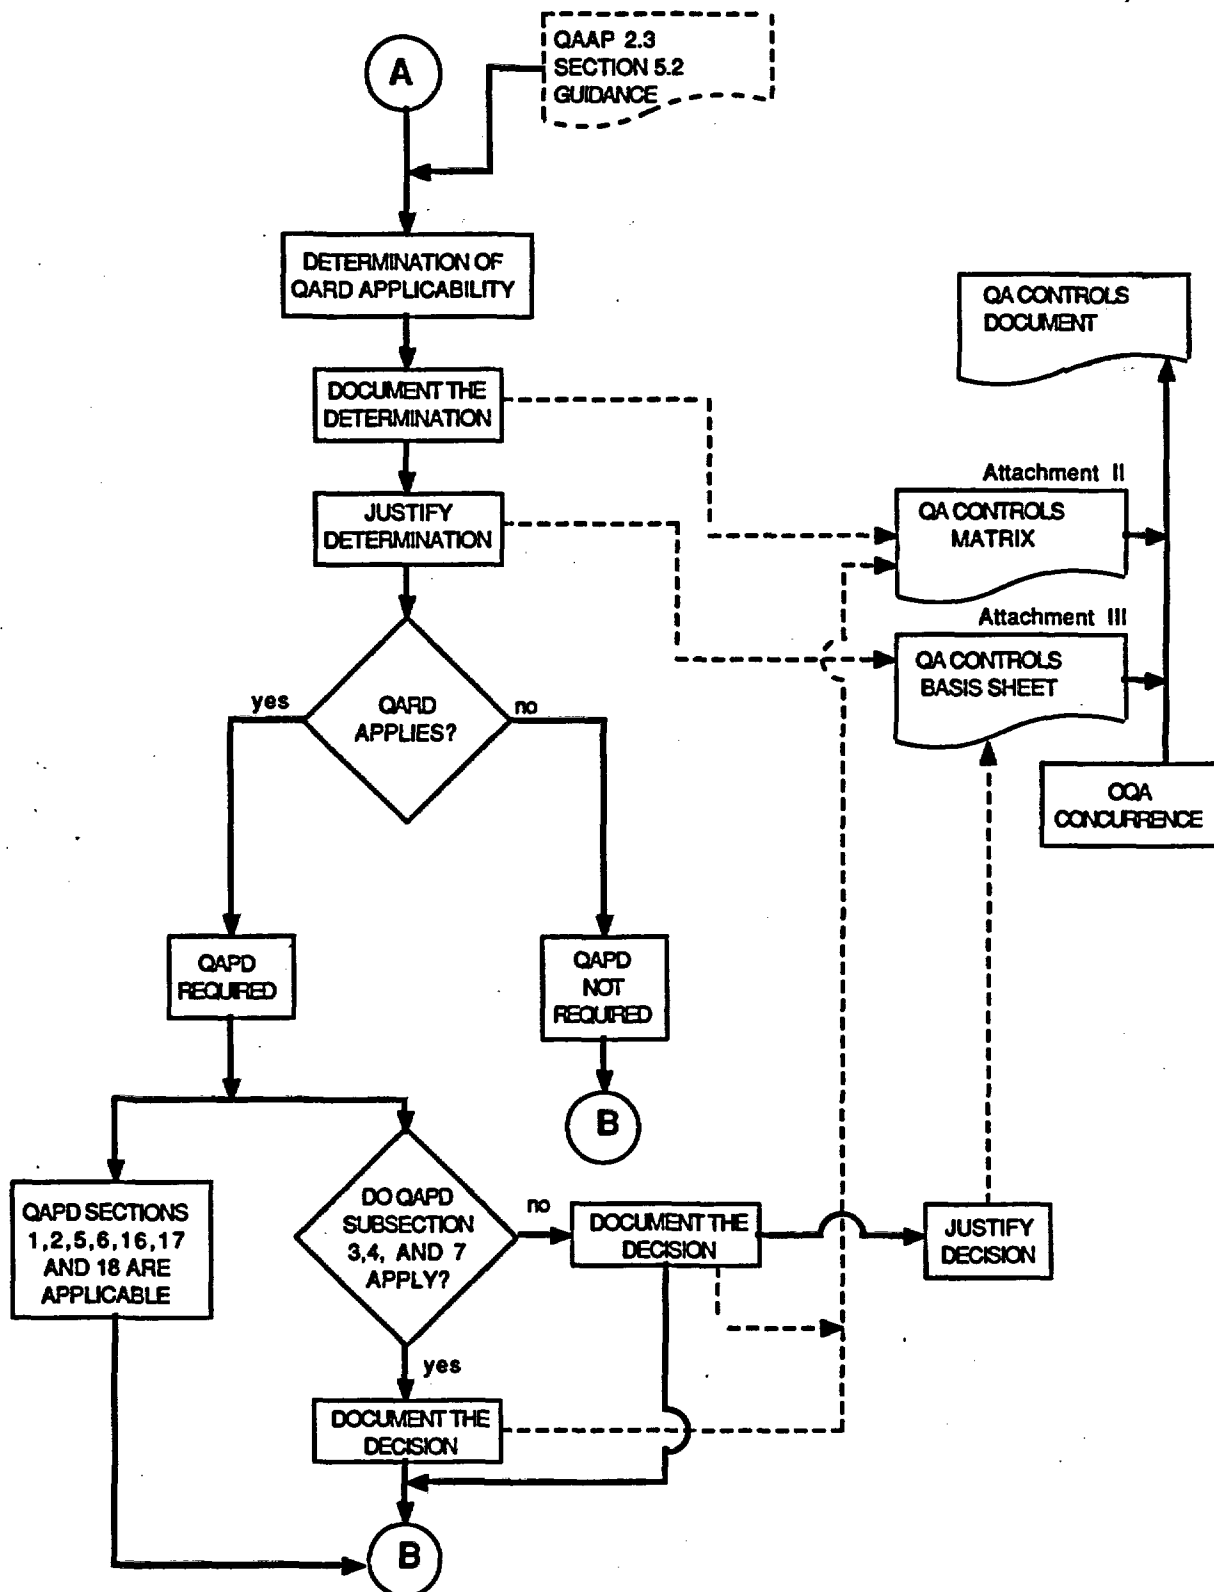 A
QAAP 2.3
SECTION 5.2
GUIDANCE
DETERMINATION OF
QARD APPLICABILITY
QA CONTROLS
DOCUMENT
DOCUMENT THE
DETERMINATION
Attachment II
QA CONTROLS
MATRIX
JUSTIFY
DETERMINATION
Attachment III
QA CONTROLS
BASIS SHEET
yes
QARD
APPLIES?
no
OQA
CONCURRENCE
QAPD
REQUIRED
QAPD
NOT
REQUIRED
B
QAPD SECTIONS
1,2,5,6,16,17
AND 18 ARE
APPLICABLE
DO QAPD
SUBSECTION
3,4, AND 7
APPLY?
no
DOCUMENT THE
DECISION
JUSTIFY
DECISION
yes
DOCUMENT THE
DECISION
B